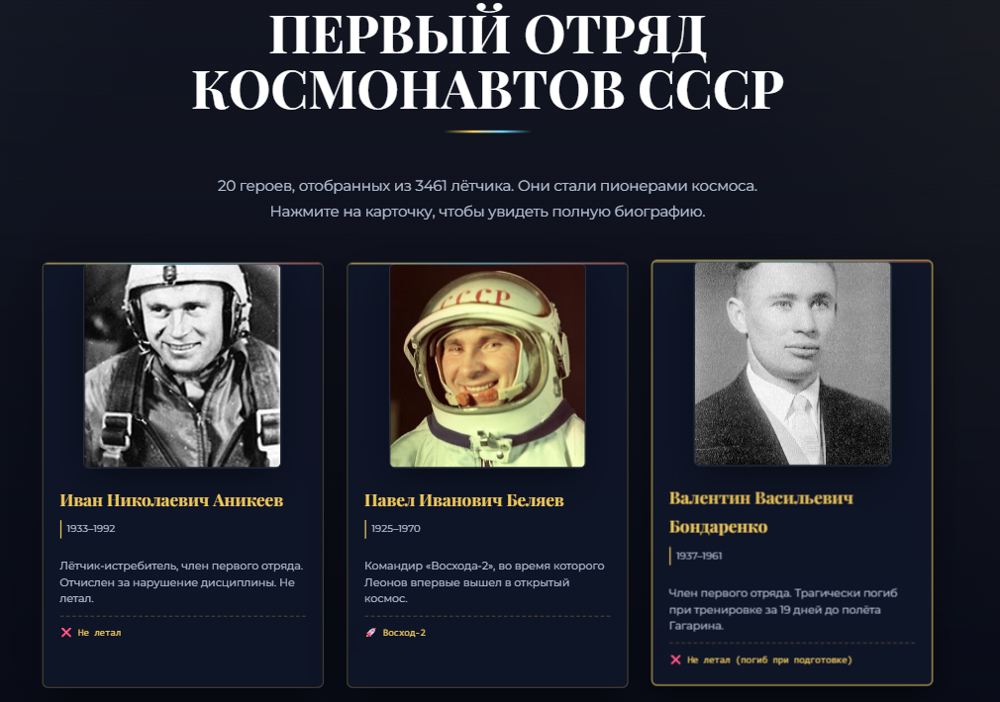 ПЕРВЫЙ ОТРЯД
КОСМОНАВТОВ СССР
20 героев, отобранных из 3461 лётчика. Они стали пионерами космоса.
Нажмите на карточку, чтобы увидеть полную биографию.
Иван Николаевич Аникеев
1933–1992
Лётчик-истребитель, член первого отряда.
Отчислен за нарушение дисциплины. Не
летал.
❌ Не летал
СССР
Павел Иванович Беляев
1925–1970
Командир «Восхода-2», во время которого
Леонов впервые вышел в открытый
космос.
🚀 Восход-2
Валентин Васильевич
Бондаренко
1937–1961
Член первого отряда. Трагически погиб
при тренировке за 19 дней до полёта
Гагарина.
❌ Не летал (погиб при подготовке)